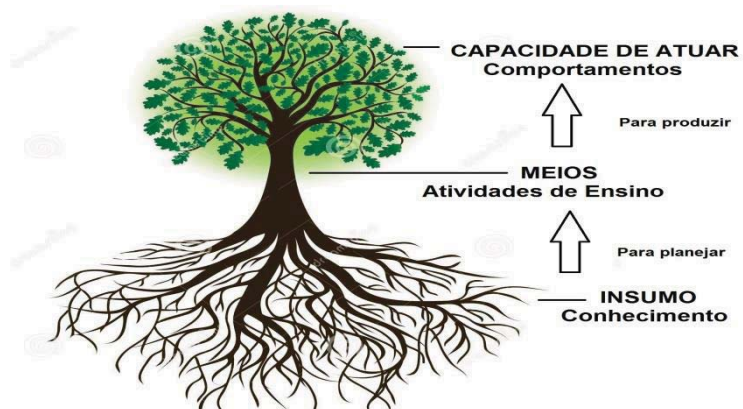 CAPACIDADE DE ATUAR
Comportamentos
Para produzir
MEIOS
Atividades de Ensino
Para planejar
INSUMO
Conhecimento